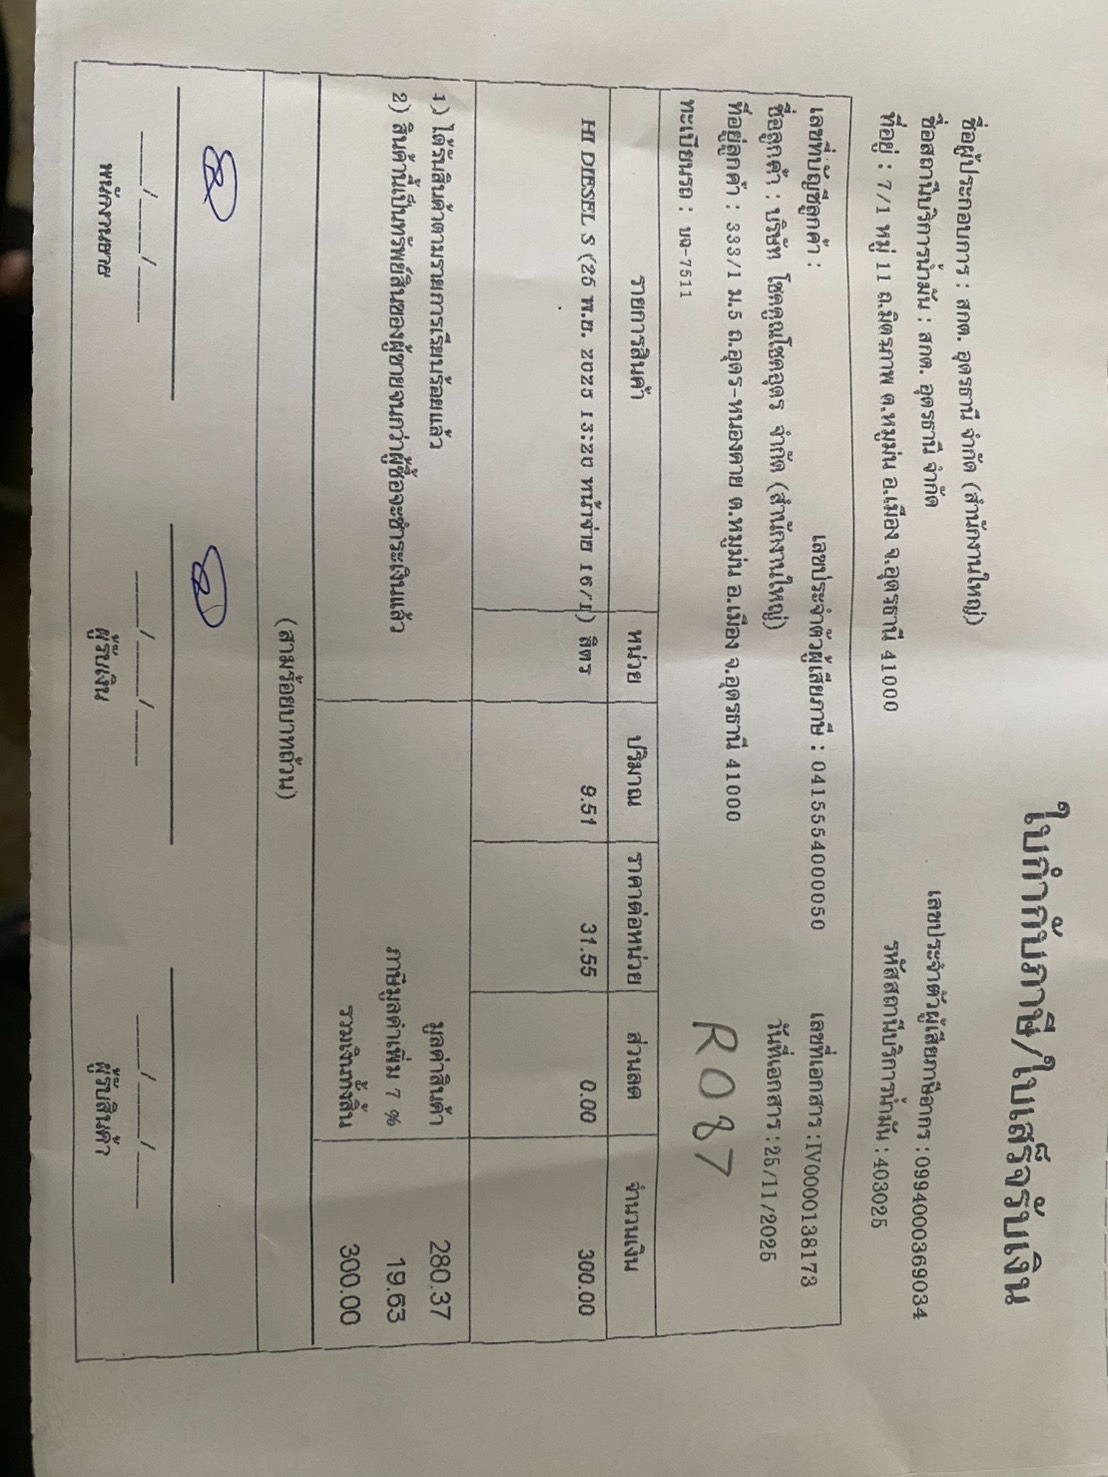 ใบกำกับภาษี/ใบเสร็จรับเงิน
ชื่อผู้ประกอบการ : สกต. อุดรธานี จำกัด (สำนักงานใหญ่)
เลขประจำตัวผู้เสียภาษีอากร : 0994000369034
ชื่อสถานีบริการน้ำมัน : สกต. อุดรธานี จำกัด
รหัสสถานีบริการน้ำมัน : 403025
ที่อยู่ : 7/1 หมู่ 11 ถ.มิตรภาพ ต.หมูม่น อ.เมือง จ.อุดรธานี 41000
เลขที่บัญชีลูกค้า : เลขประจำตัวผู้เสียภาษี : 0415554000050 เลขที่เอกสาร : IV0000138173
ชื่อลูกค้า : บริษัท โชคคูณโชคอุดร จำกัด (สำนักงานใหญ่) วันที่เอกสาร : 25/11/2025
ที่อยู่ลูกค้า : 333/1 ม.5 ถ.อุดร-หนองคาย ต.หมูม่น อ.เมือง จ.อุดรธานี 41000
ทะเบียนรถ : บจ-7511 R087
รายการสินค้า หน่วย ปริมาณ ราคาต่อหน่วย ส่วนลด จำนวนเงิน
HI DIESEL S (25 พ.ย. 2025 13:20 หน้าจ่าย 16/1) ลิตร 9.51 31.55 0.00 300.00
1.) ได้รับสินค้าตามรายการเรียบร้อยแล้ว มูลค่าสินค้า 280.37
2) สินค้านี้เป็นทรัพย์สินของผู้ขายจนกว่าผู้ซื้อจะชำระเงินแล้ว ภาษีมูลค่าเพิ่ม 7 % 19.63
รวมเงินทั้งสิ้น 300.00
(สามร้อยบาทถ้วน)
___/___/___ ___/___/___ ___/___/___
พนักงานขาย ผู้รับเงิน ผู้รับสินค้า